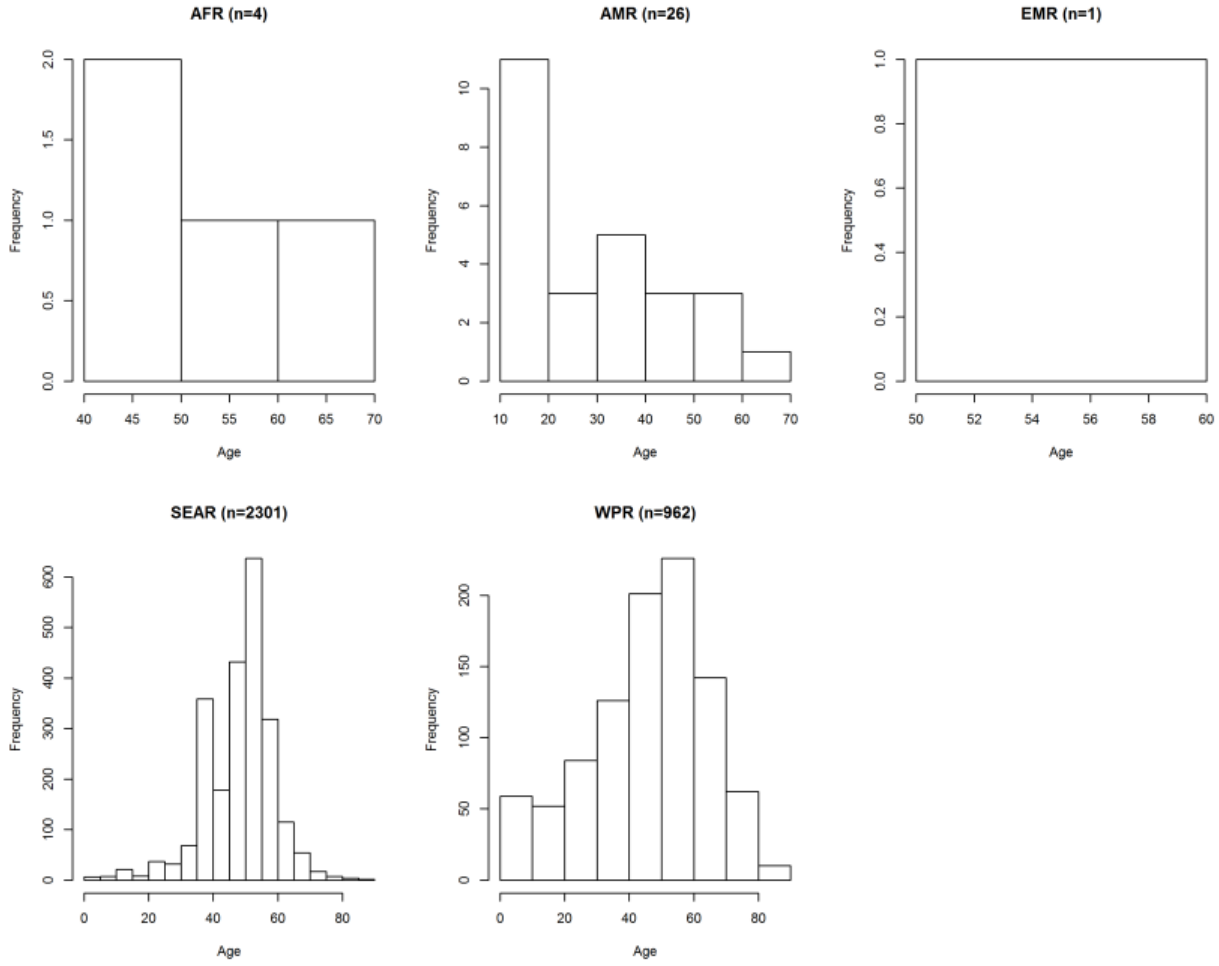 AFR (n=4)
Frequency
0.0 0.5 1.0 1.5 2.0
40 45 50 55 60 65 70
Age
AMR (n=26)
Frequency
0 2 4 6 8 10
10 20 30 40 50 60 70
Age
EMR (n=1)
Frequency
0.0 0.2 0.4 0.6 0.8 1.0
50 52 54 56 58 60
Age
SEAR (n=2301)
Frequency
0 100 200 300 400 500 600
0 20 40 60 80
Age
WPR (n=962)
Frequency
0 50 100 150 200
0 20 40 60 80
Age